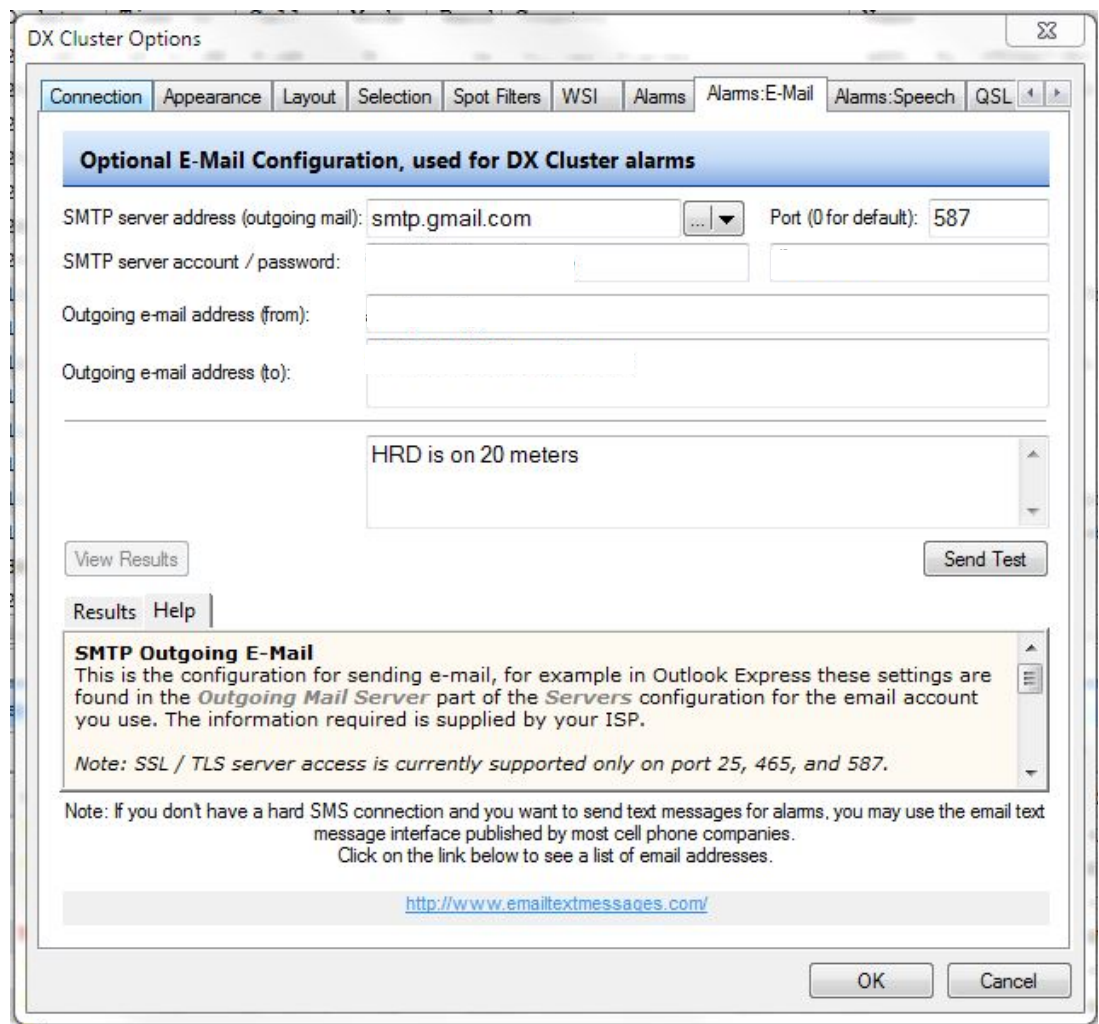 DX Cluster Options
Connection Appearance Layout Selection Spot Filters WSI Alarms Alarms:E-Mail Alarms:Speech QSL
Optional E-Mail Configuration, used for DX Cluster alarms
SMTP server address (outgoing mail): smtp.gmail.com ... Port (0 for default): 587
SMTP server account / password:
Outgoing e-mail address (from):
Outgoing e-mail address (to):
HRD is on 20 meters
View Results Send Test
Results Help
SMTP Outgoing E-Mail
This is the configuration for sending e-mail, for example in Outlook Express these settings are
found in the Outgoing Mail Server part of the Servers configuration for the email account
you use. The information required is supplied by your ISP.
Note: SSL / TLS server access is currently supported only on port 25, 465, and 587.
Note: If you don't have a hard SMS connection and you want to send text messages for alarms, you may use the email text
message interface published by most cell phone companies.
Click on the link below to see a list of email addresses.
http://www.emailtextmessages.com/
OK Cancel